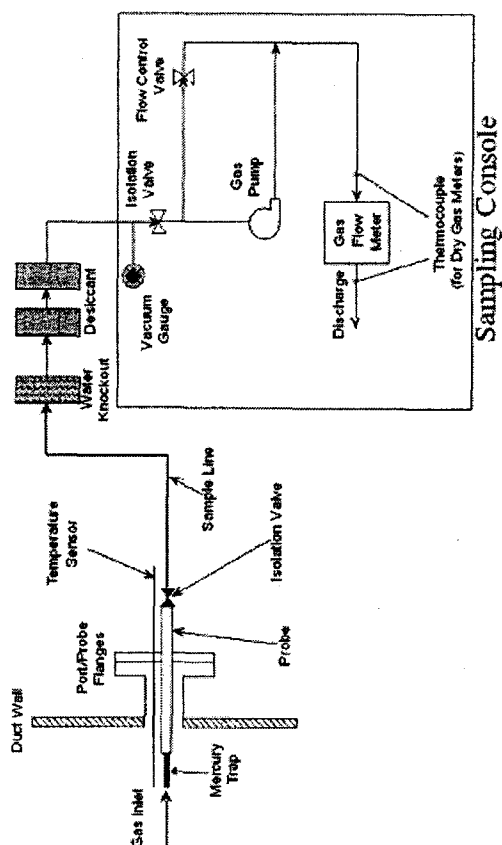 Gas Inlet
Mercury
Trap
Duct Wall
Port/Probe
Flanges
Probe
Temperature
Sensor
Isolation Valve
Sample Line
Water
Knockout
Desiccant
Vacuum
Gauge
Isolation
Valve
Flow Control
Valve
Gas
Pump
Gas
Flow
Meter
Discharge
Thermocouple
(for Dry Gas Meters)
Sampling Console